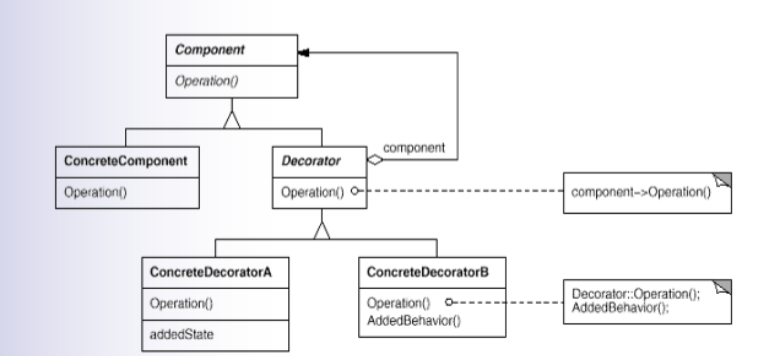 Component
Operation()
component
ConcreteComponent
Operation()
Decorator
Operation()
component->Operation()
ConcreteDecoratorA
Operation()
addedState
ConcreteDecoratorB
Operation()
AddedBehavior()
Decorator::Operation();
AddedBehavior();